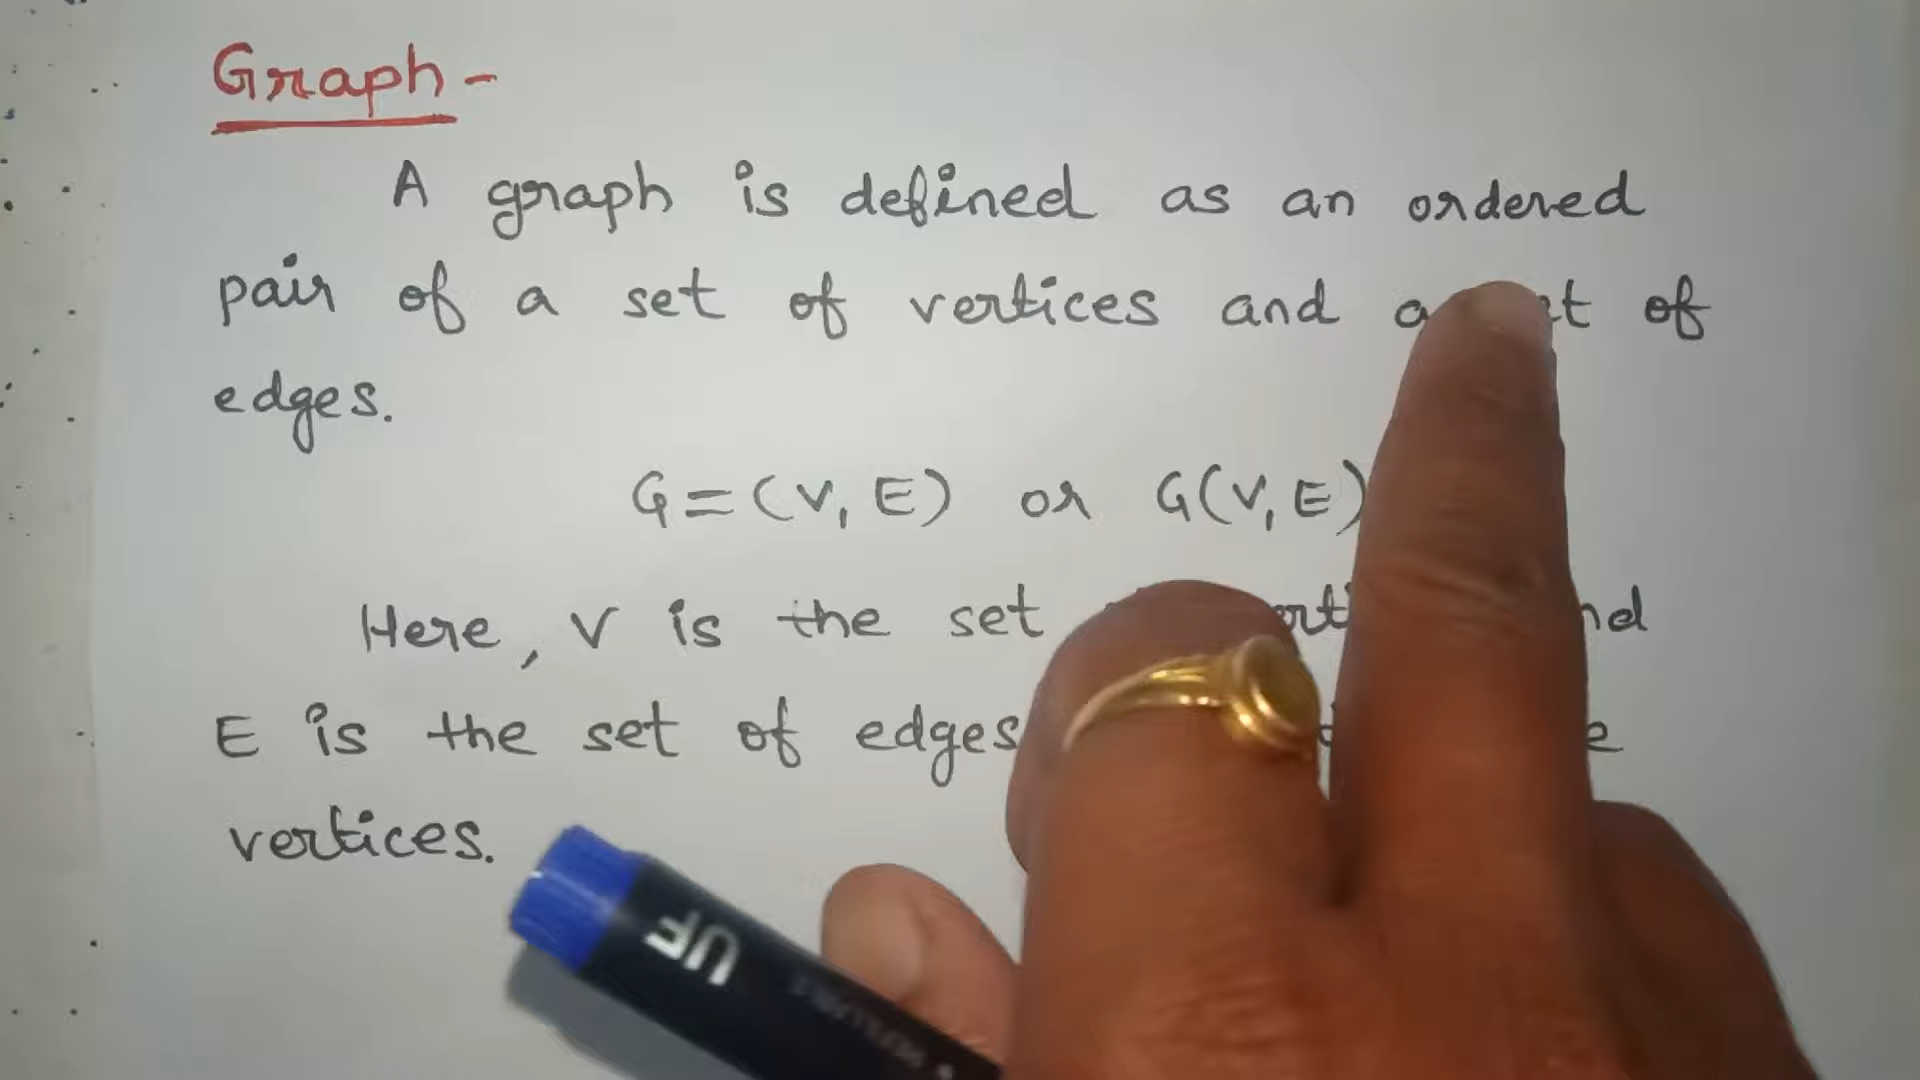 Graph-
A graph is defined as an ordered
pair of a set of vertices and a of
edges.
G=(V, E) or G(V, E)
Here, V is the set
E is the set of edges
vertices.
UF